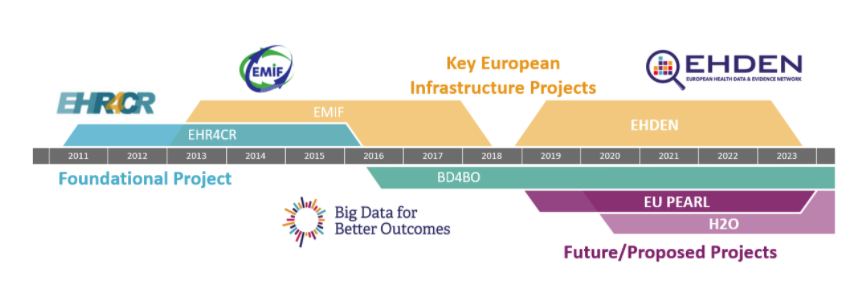 EHR4CR
EMIF
Key European
Infrastructure Projects
EHDEN
EUROPEAN HEALTH DATA & EVIDENCE NETWORK
EMIF
EHR4CR
EHDEN
2011 2012 2013 2014 2015 2016 2017 2018 2019 2020 2021 2022 2023
Foundational Project
BD4BO
Big Data for
Better Outcomes
EU PEARL
H2O
Future/Proposed Projects